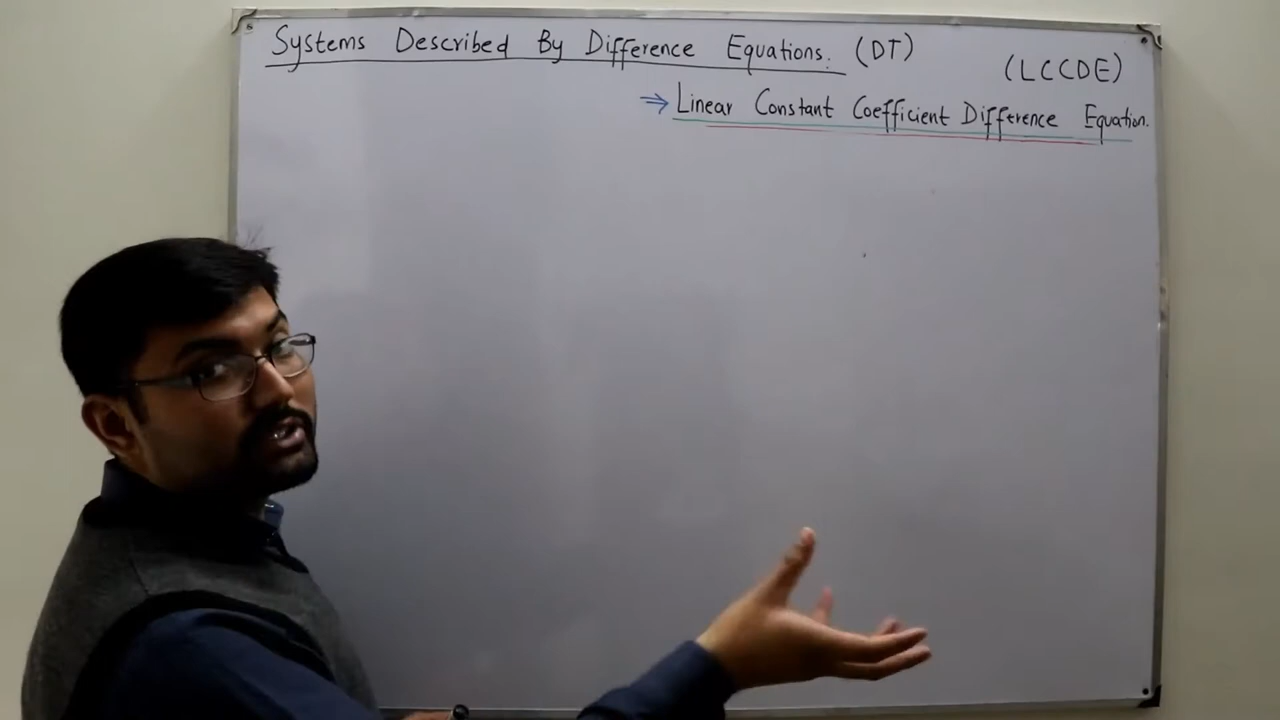 Systems Described By Difference Equations. (DT)
(LCCDE)
⇒ Linear Constant Coefficient Difference Equation.